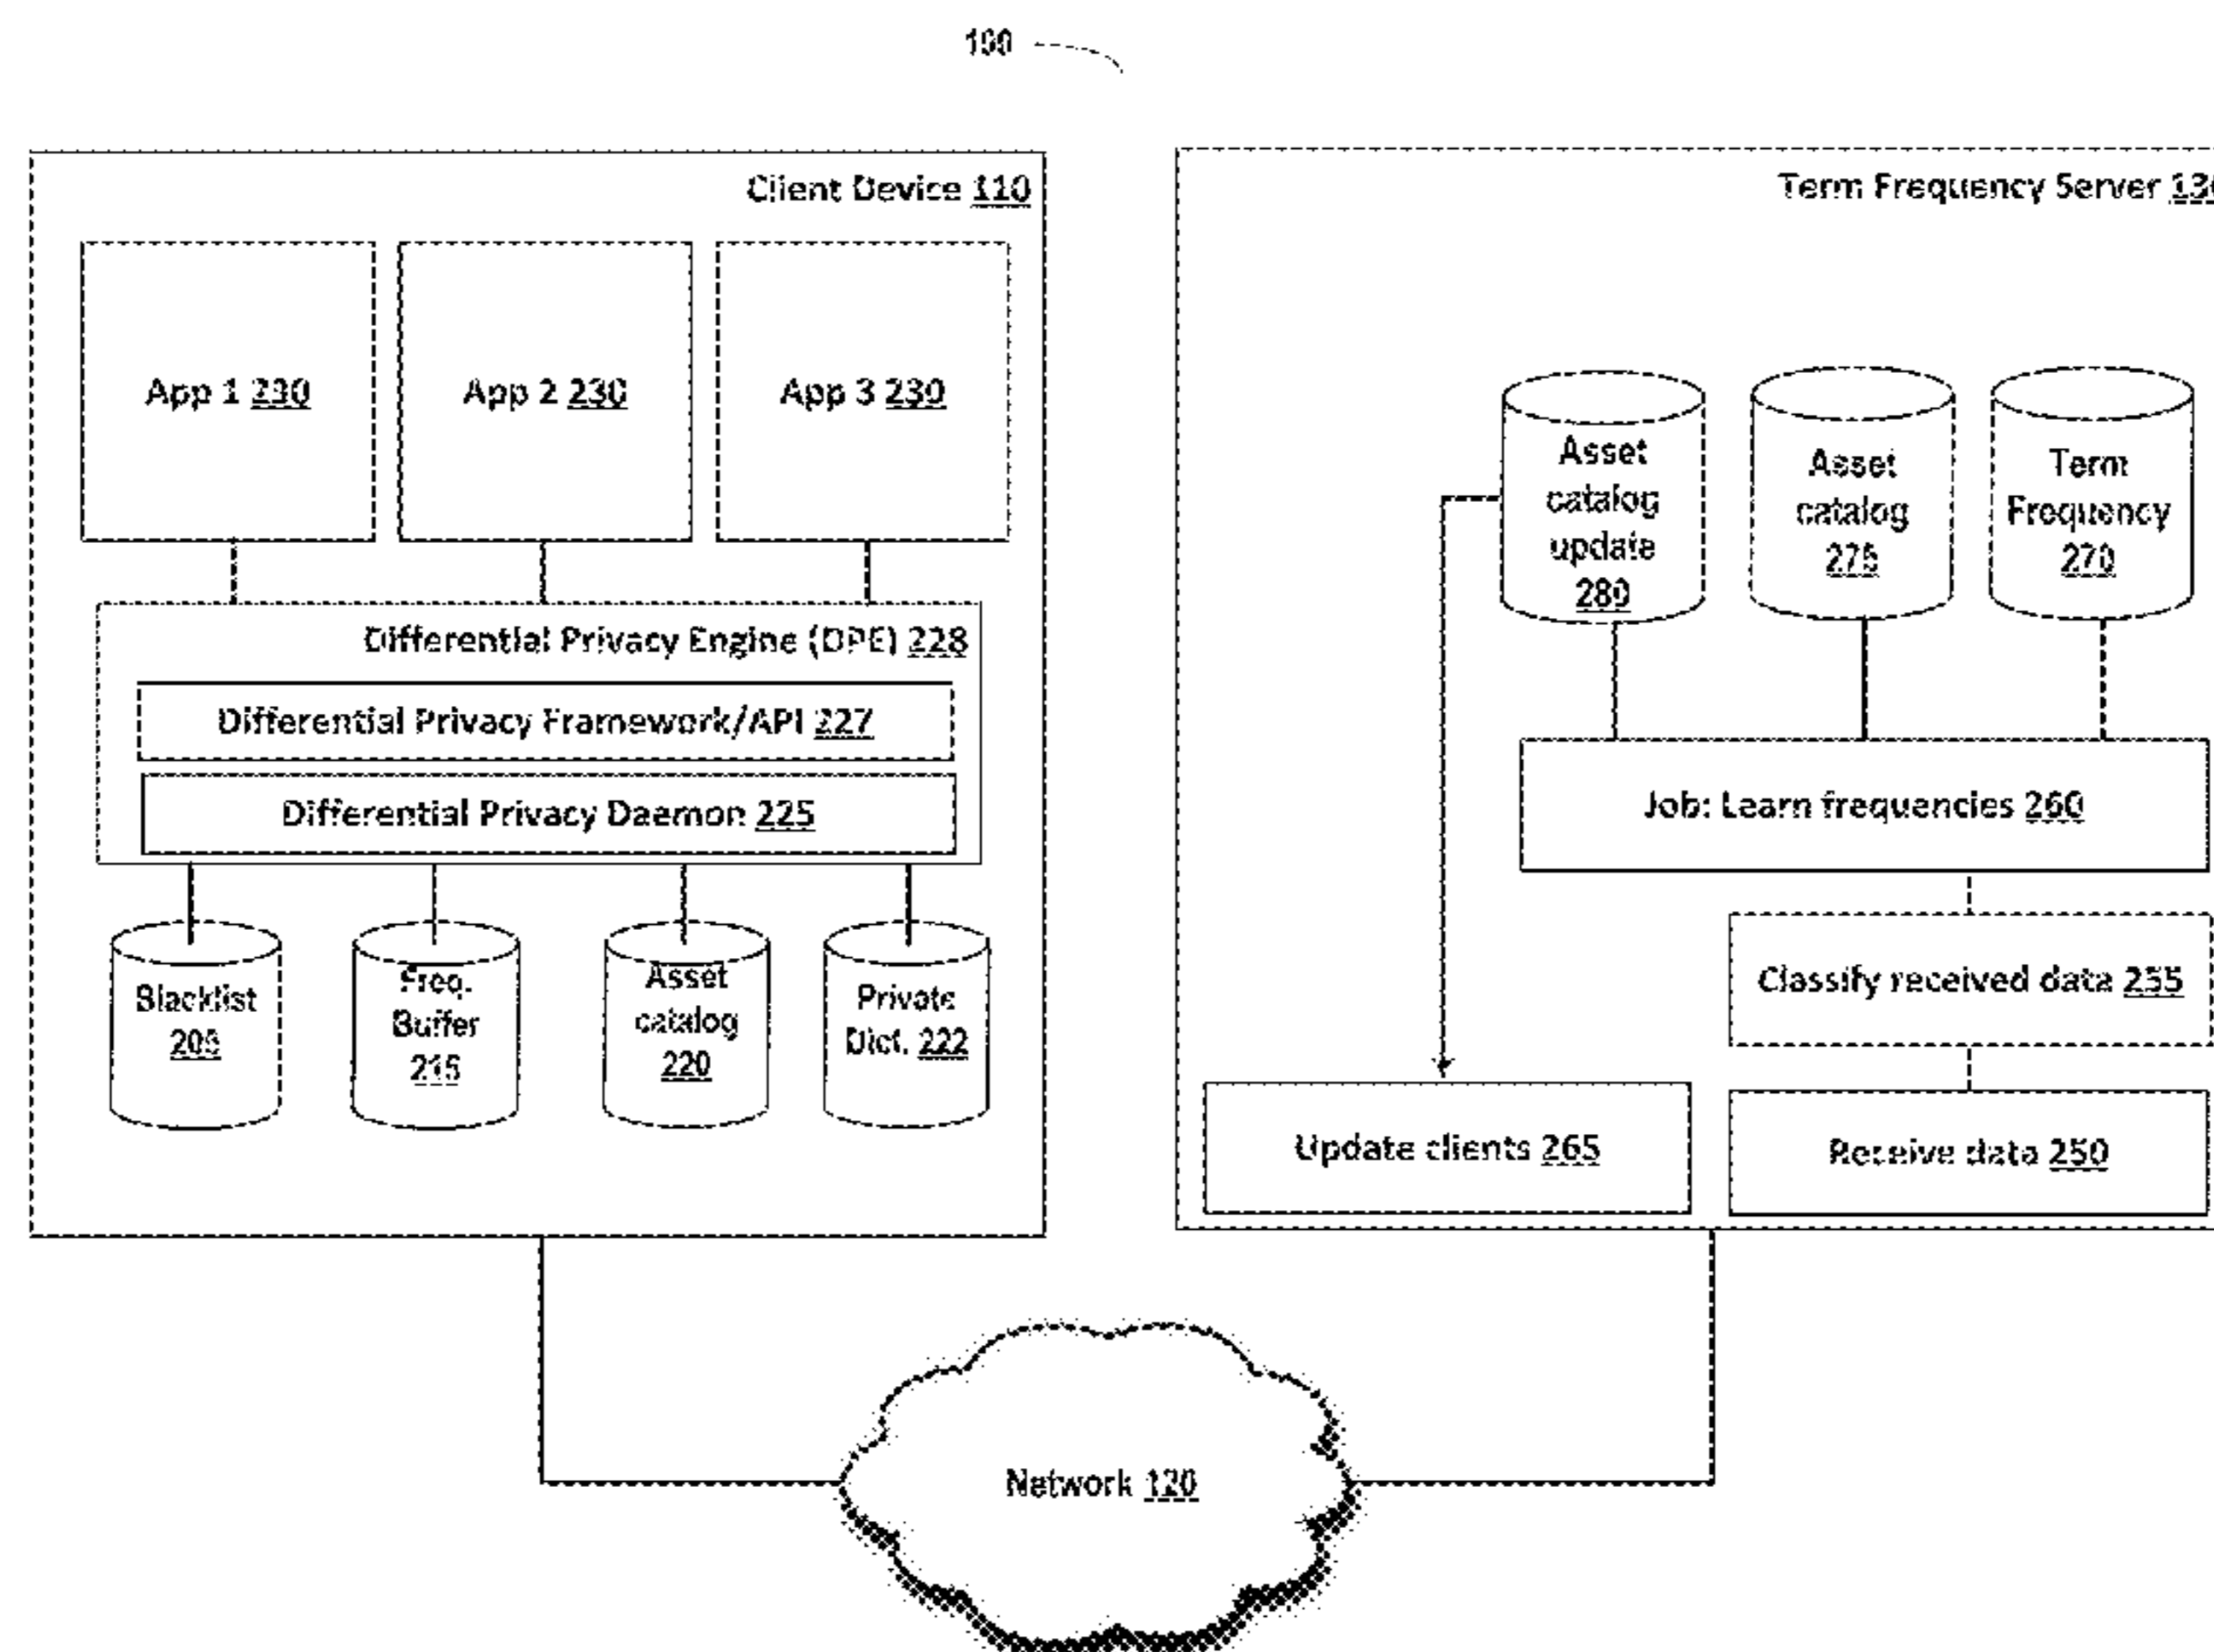 100
Client Device 110
App 1 230
App 2 230
App 3 230
Differential Privacy Engine (DPE) 228
Differential Privacy Framework/API 227
Differential Privacy Daemon 225
Blacklist
205
Freq.
Buffer
215
Asset
catalog
220
Private
Dict. 222
Term Frequency Server 130
Asset
catalog
update
280
Asset
catalog
275
Term
Frequency
270
Job: Learn frequencies 260
Classify received data 255
Update clients 265
Receive data 250
Network 120